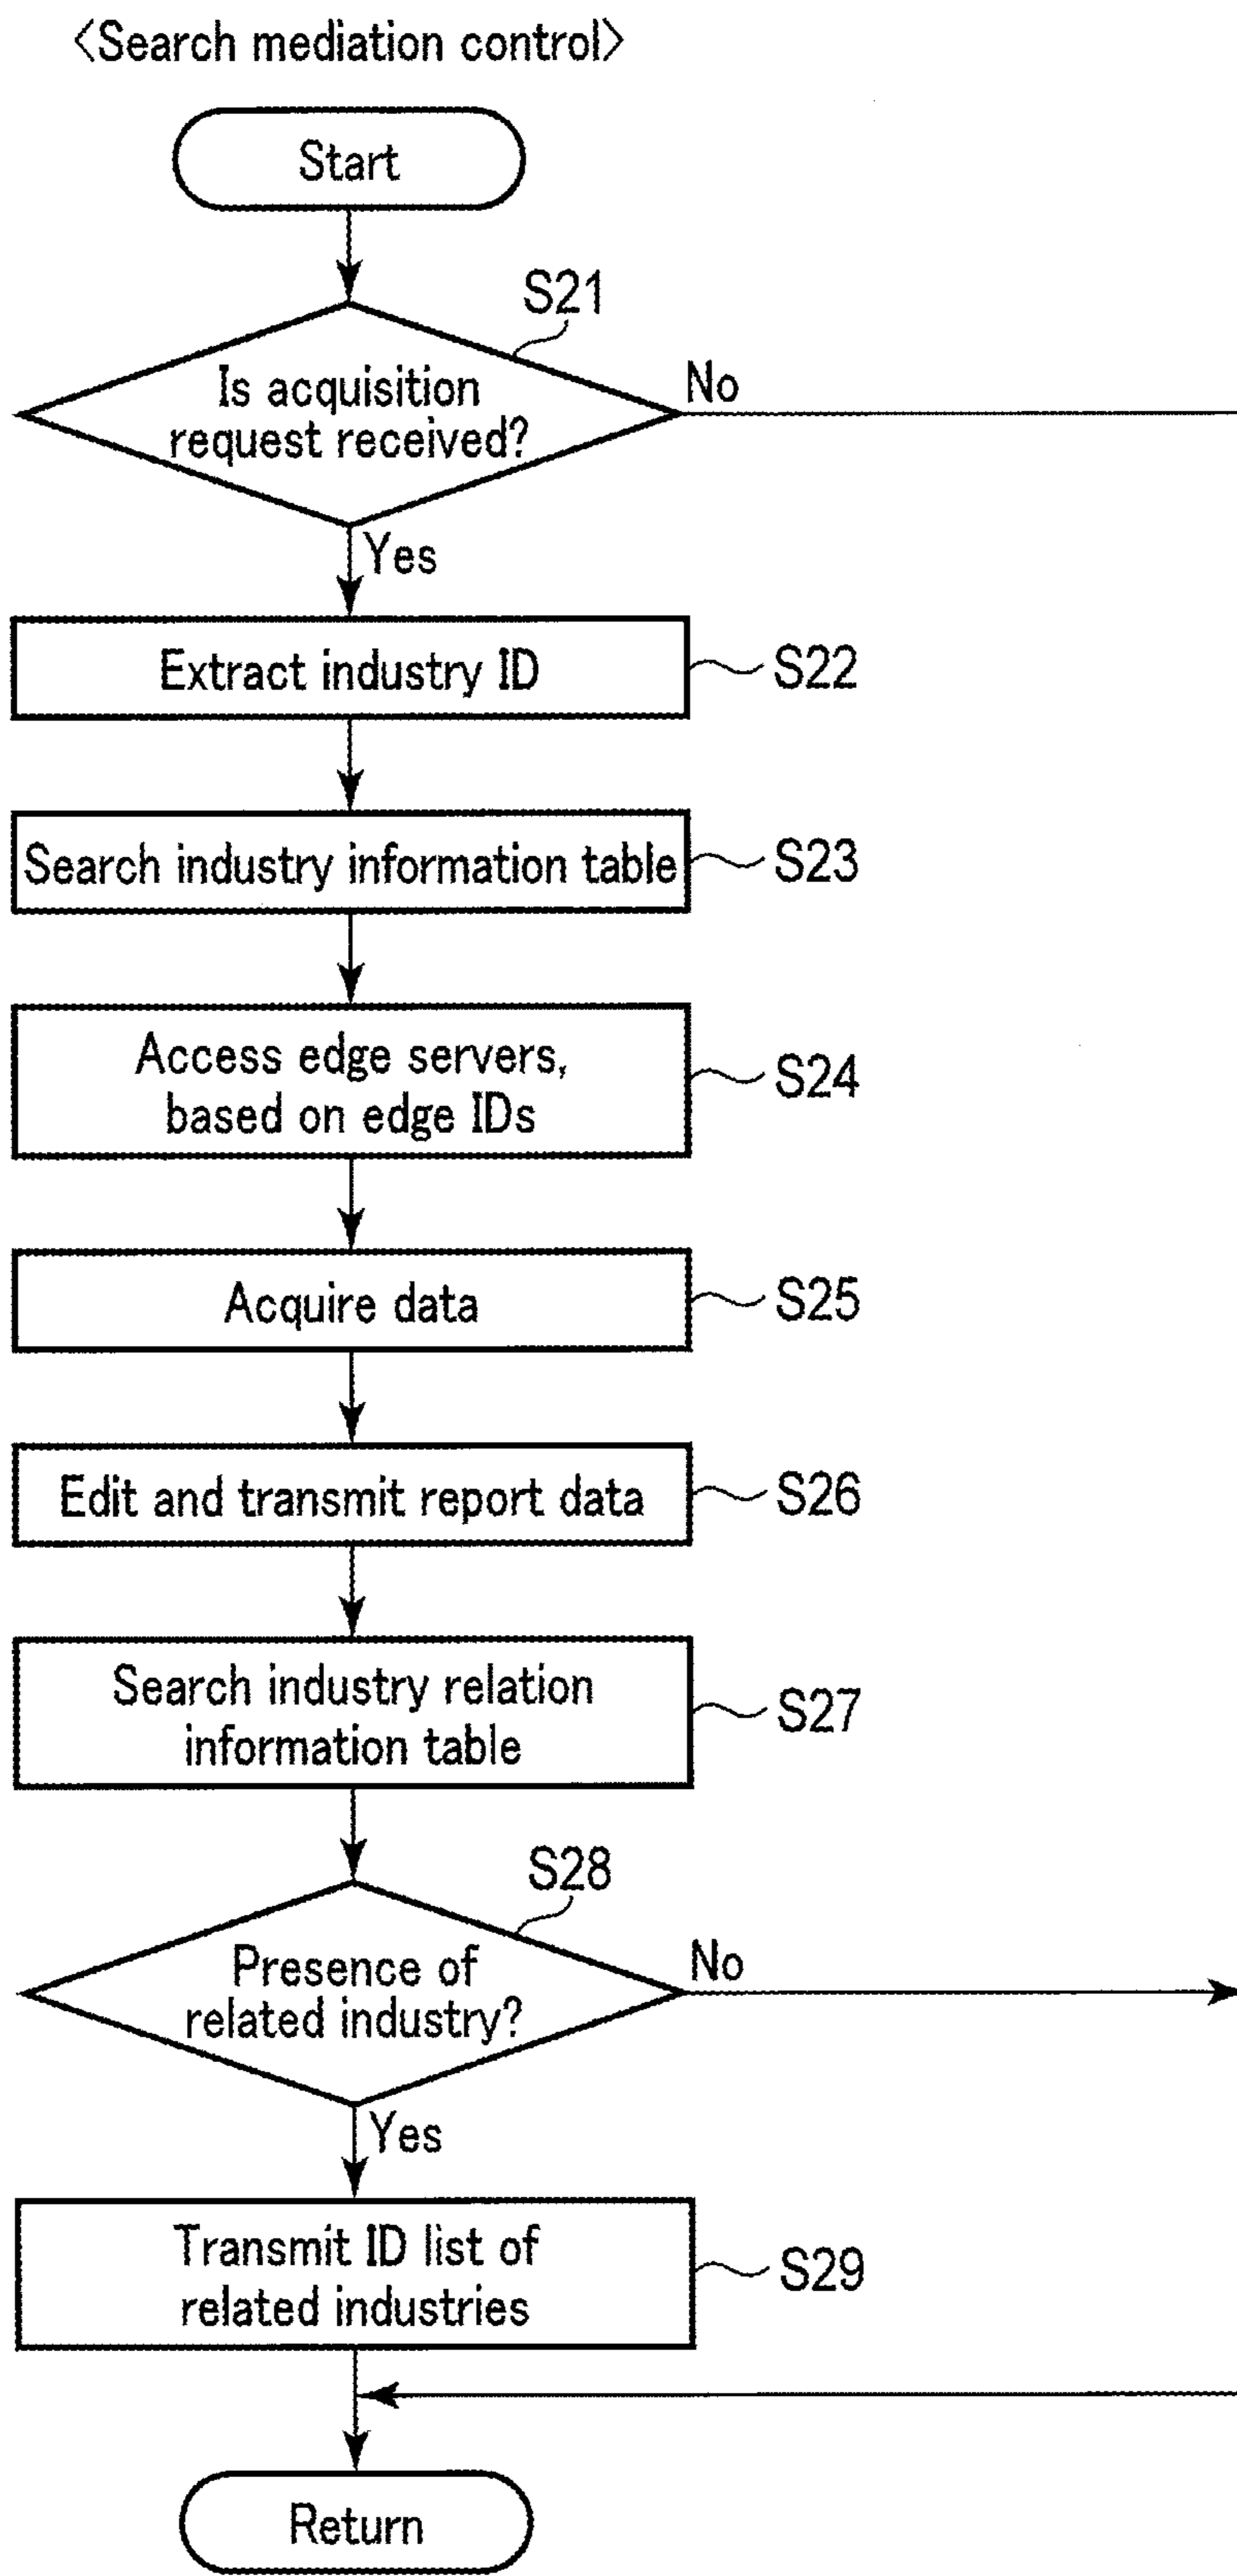 〈Search mediation control〉
Start
S21
Is acquisition
request received?
No
Yes
Extract industry ID
S22
Search industry information table
S23
Access edge servers,
based on edge IDs
S24
Acquire data
S25
Edit and transmit report data
S26
Search industry relation
information table
S27
S28
Presence of
related industry?
No
Yes
Transmit ID list of
related industries
S29
Return